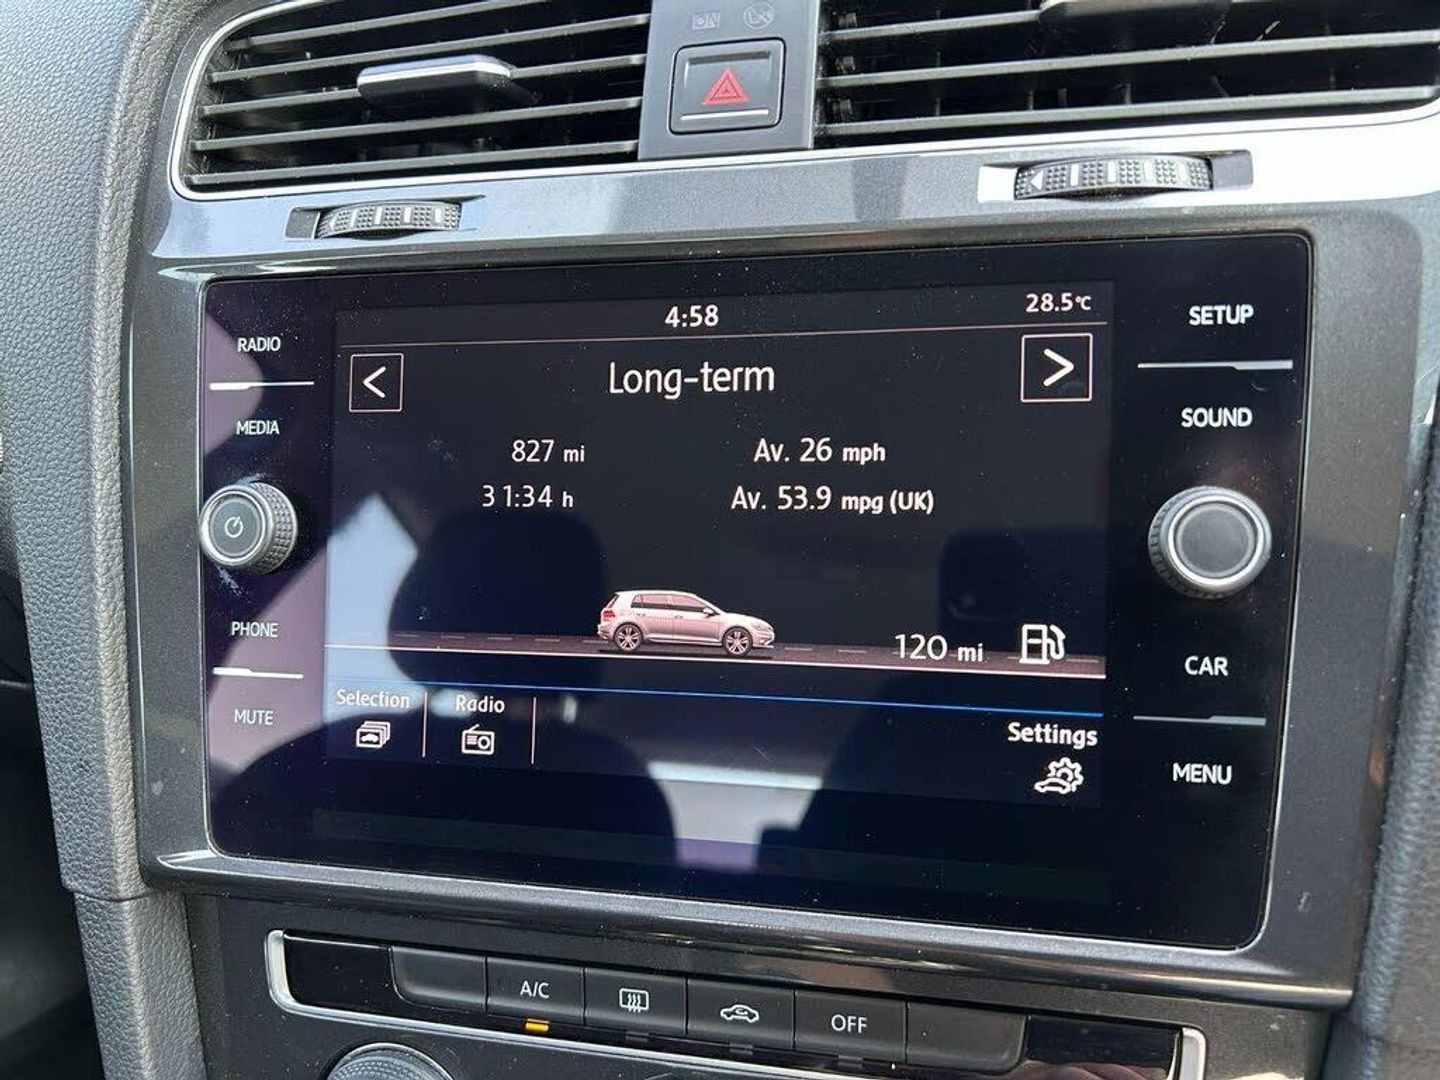 4:58
28.5°C
SETUP
RADIO
<
Long-term
>
MEDIA
SOUND
827 mi
Av. 26 mph
31:34 h
Av. 53.9 mpg (UK)
PHONE
120 mi
CAR
MUTE
Selection
Radio
Settings
MENU
A/C
OFF